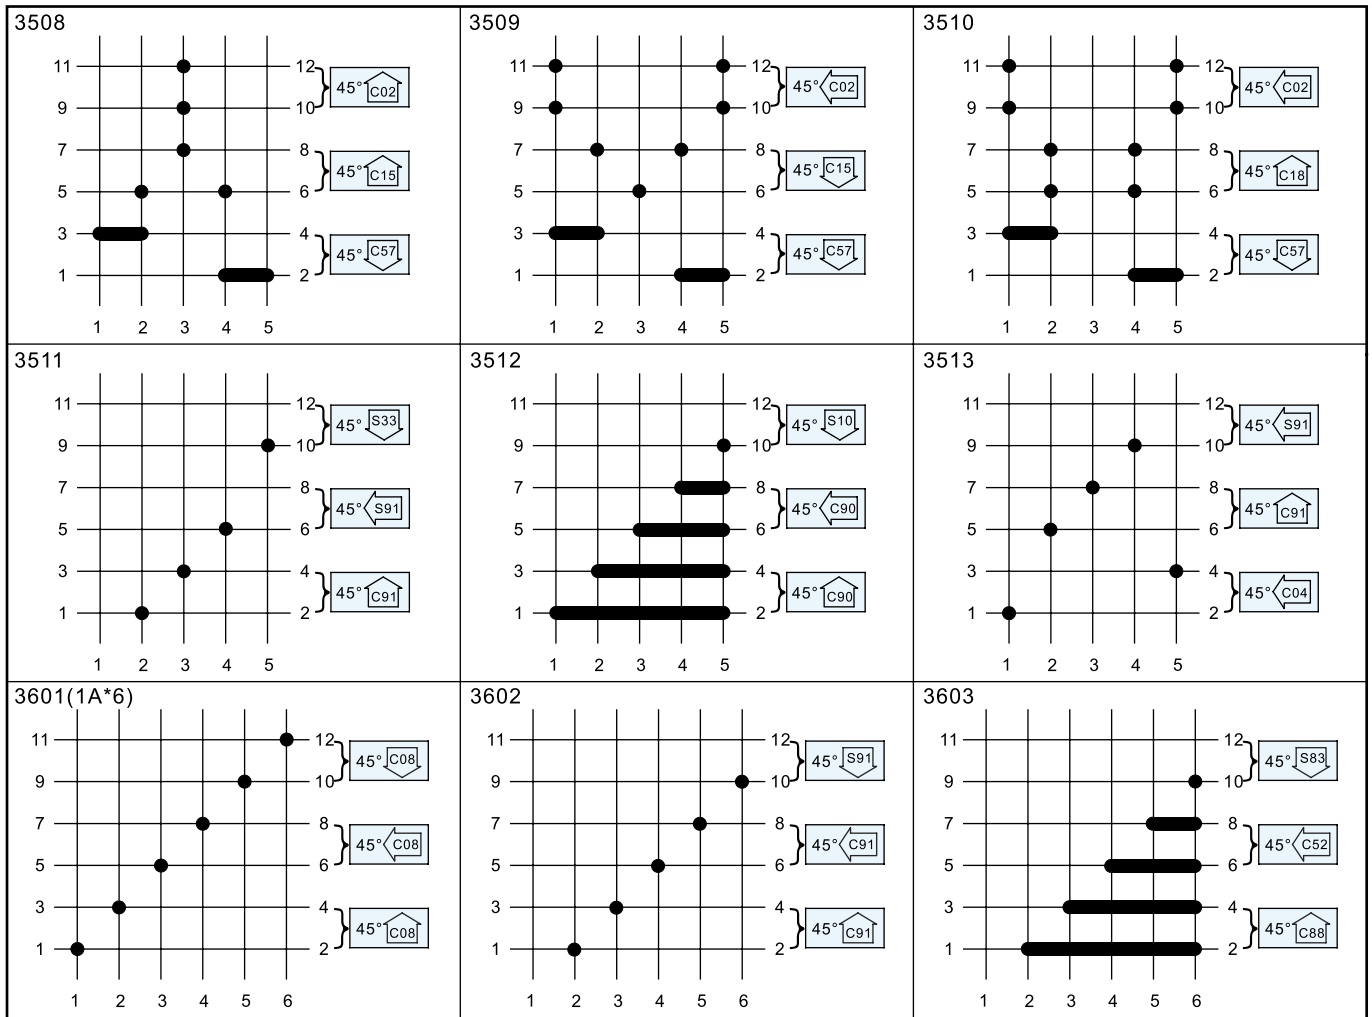 3508
11 12
45° C02
9 10
7 8
45° C15
5 6
3 4
45° C57
1 2
1 2 3 4 5
3509
11 12
45° C02
9 10
7 8
45° C15
5 6
3 4
45° C57
1 2
1 2 3 4 5
3510
11 12
45° C02
9 10
7 8
45° C18
5 6
3 4
45° C57
1 2
1 2 3 4 5
3511
11 12
45° S33
9 10
7 8
45° S91
5 6
3 4
45° C91
1 2
1 2 3 4 5
3512
11 12
45° S10
9 10
7 8
45° C90
5 6
3 4
45° C90
1 2
1 2 3 4 5
3513
11 12
45° S91
9 10
7 8
45° C91
5 6
3 4
45° C04
1 2
1 2 3 4 5
3601(1A*6)
11 12
45° C08
9 10
7 8
45° C08
5 6
3 4
45° C08
1 2
1 2 3 4 5 6
3602
11 12
45° S91
9 10
7 8
45° C91
5 6
3 4
45° C91
1 2
1 2 3 4 5 6
3603
11 12
45° S83
9 10
7 8
45° C52
5 6
3 4
45° C88
1 2
1 2 3 4 5 6